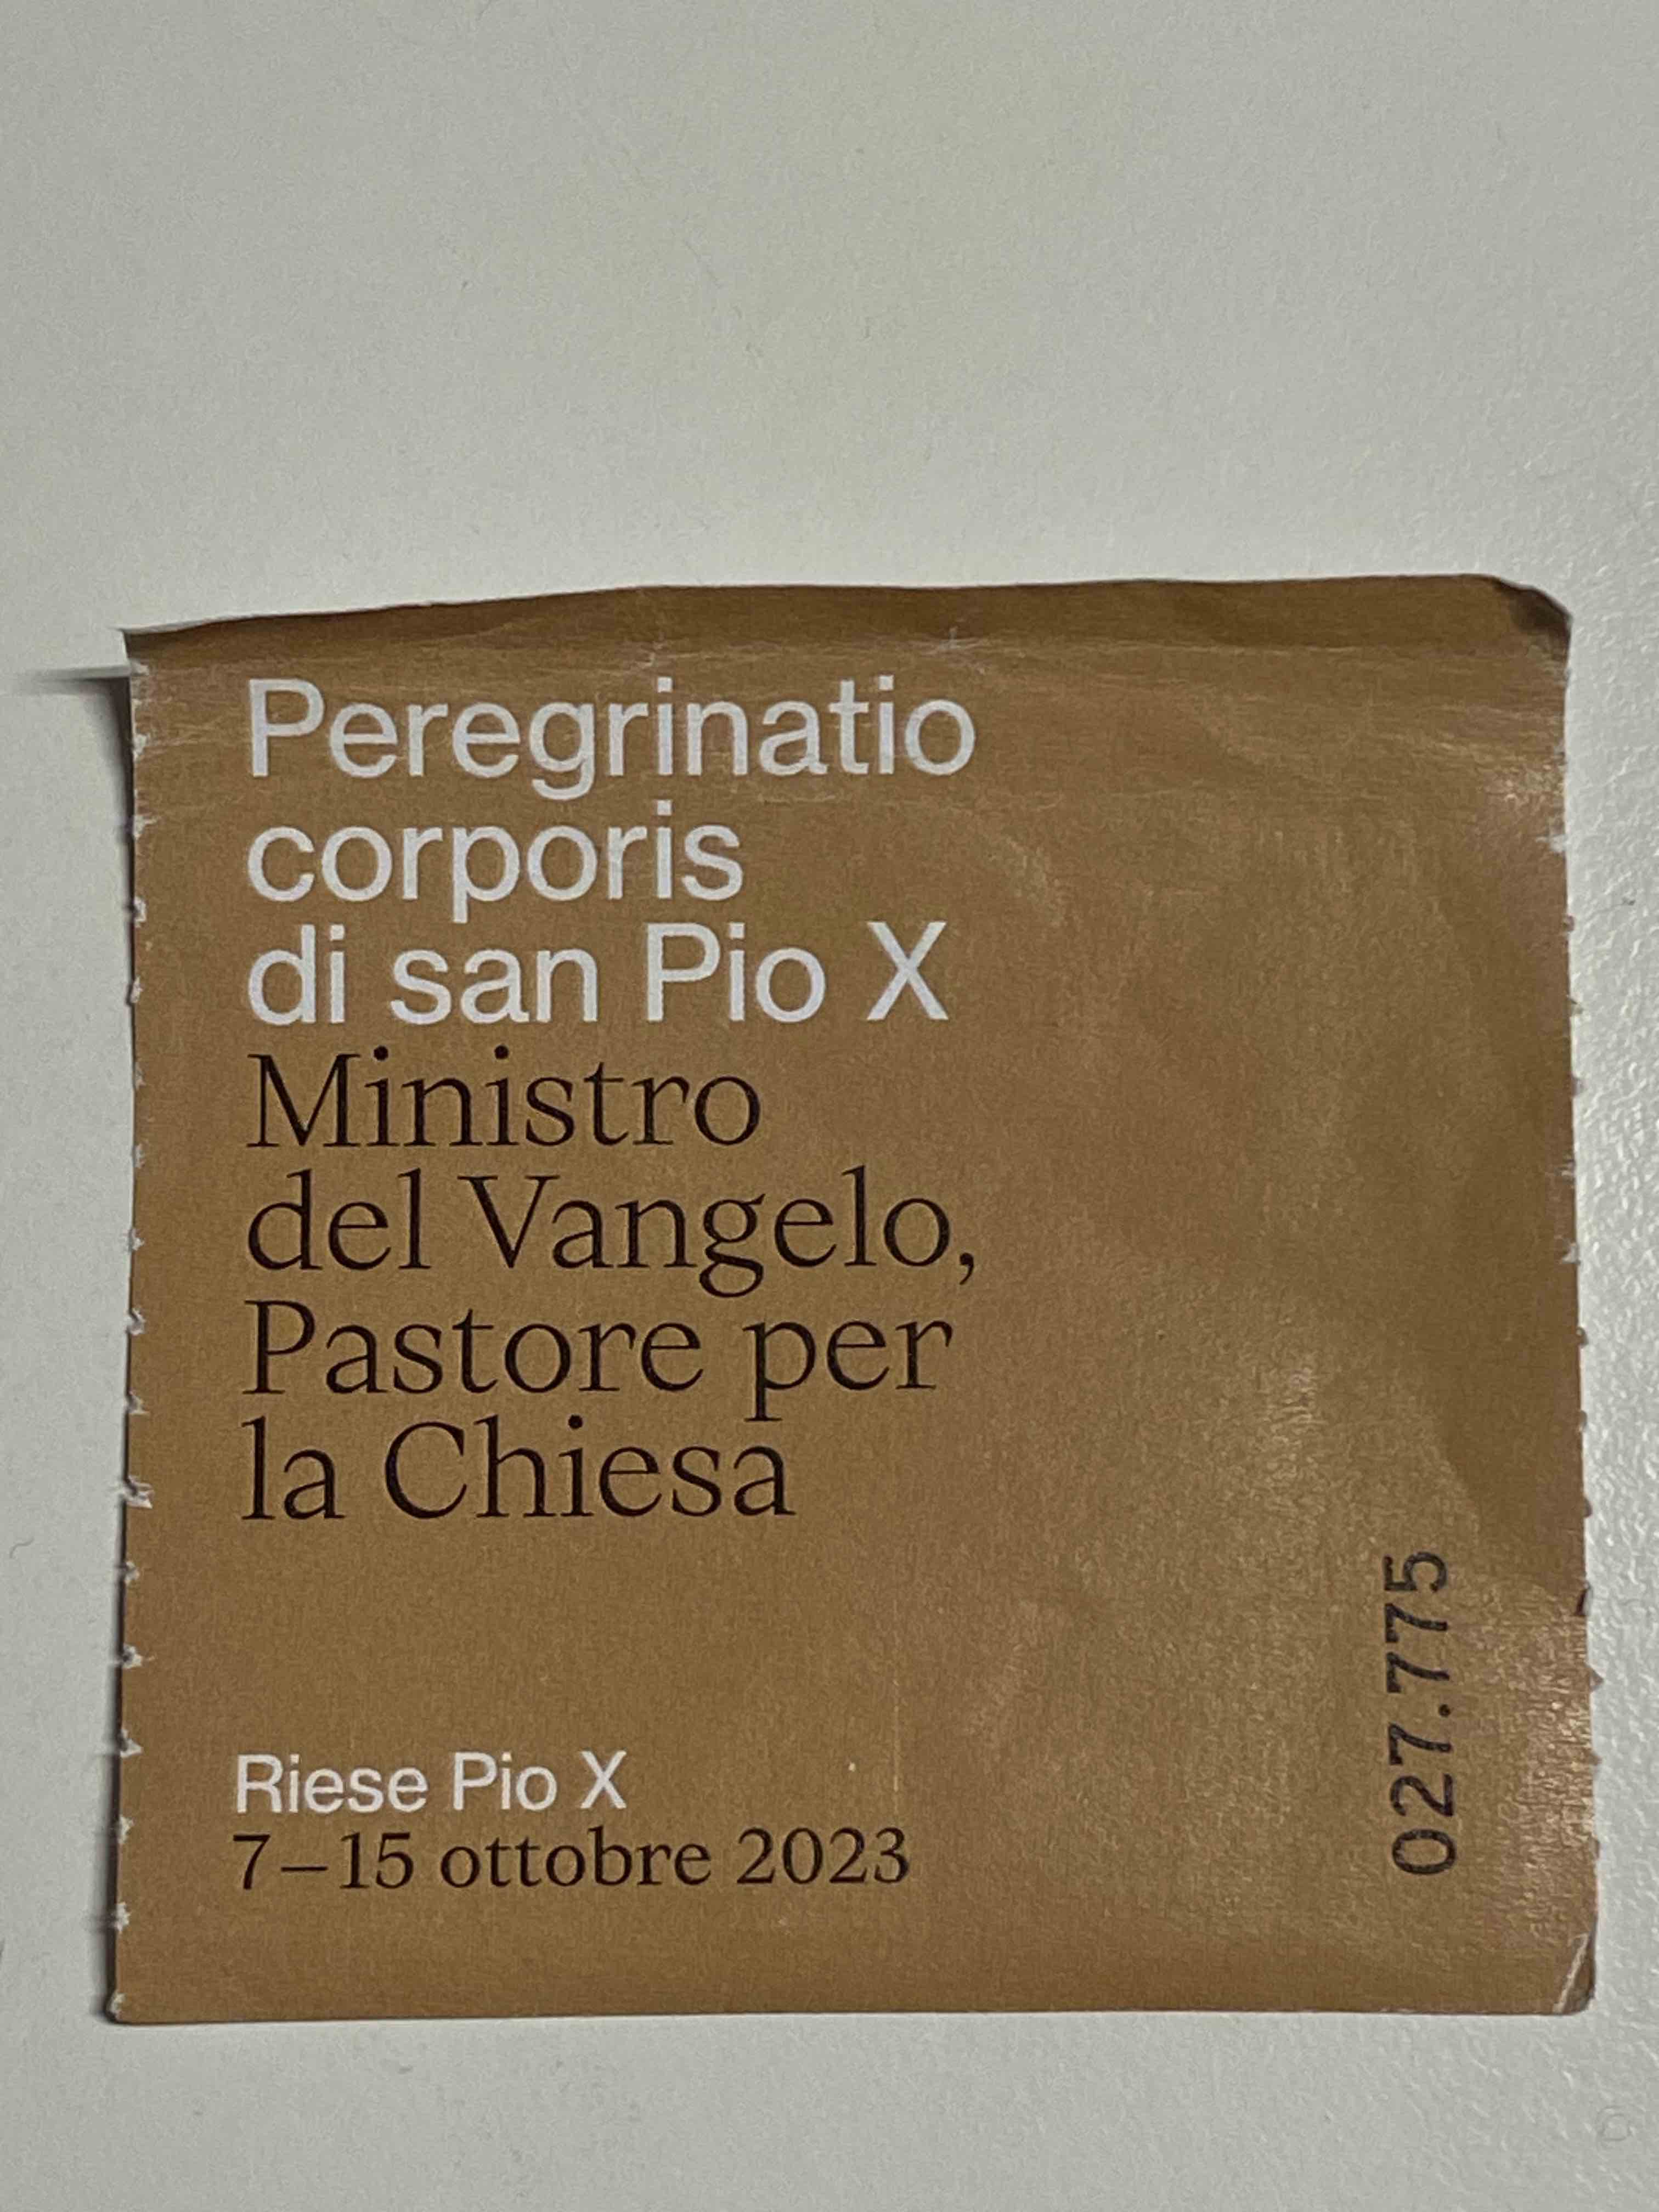 Peregrinatio
corporis
di san Pio X
Ministro
del Vangelo,
Pastore per
la Chiesa
Riese Pio X
7–15 ottobre 2023
027.775